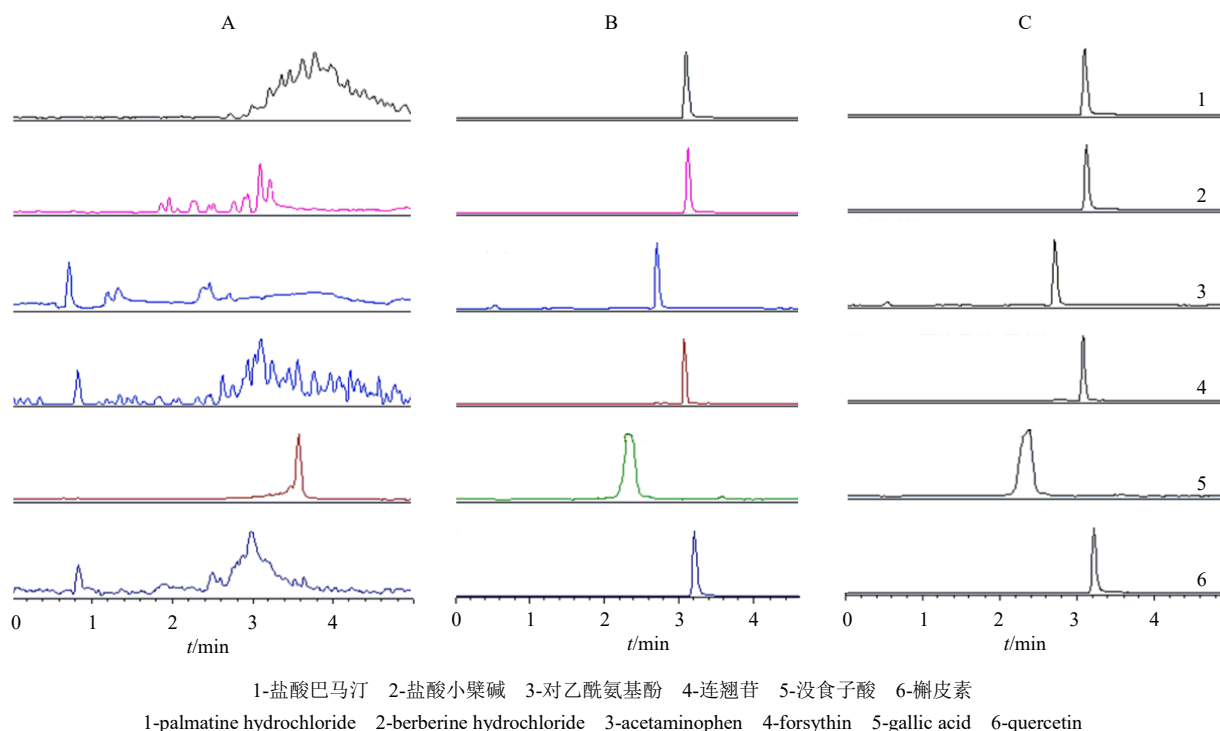 A B C
1
2
3
4
5
6
0 1 2 3 4 0 1 2 3 4 0 1 2 3 4
t/min t/min t/min
1-盐酸巴马汀 2-盐酸小檗碱 3-对乙酰氨基酚 4-连翘苷 5-没食子酸 6-槲皮素
1-palmatine hydrochloride 2-berberine hydrochloride 3-acetaminophen 4-forsythin 5-gallic acid 6-quercetin